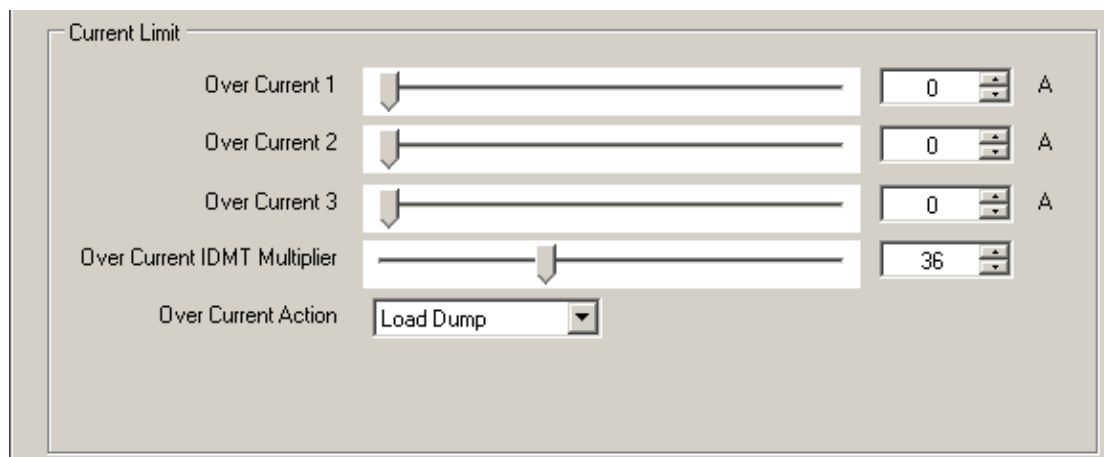 Current Limit
Over Current 1 0 A
Over Current 2 0 A
Over Current 3 0 A
Over Current IDMT Multiplier 36
Over Current Action Load Dump